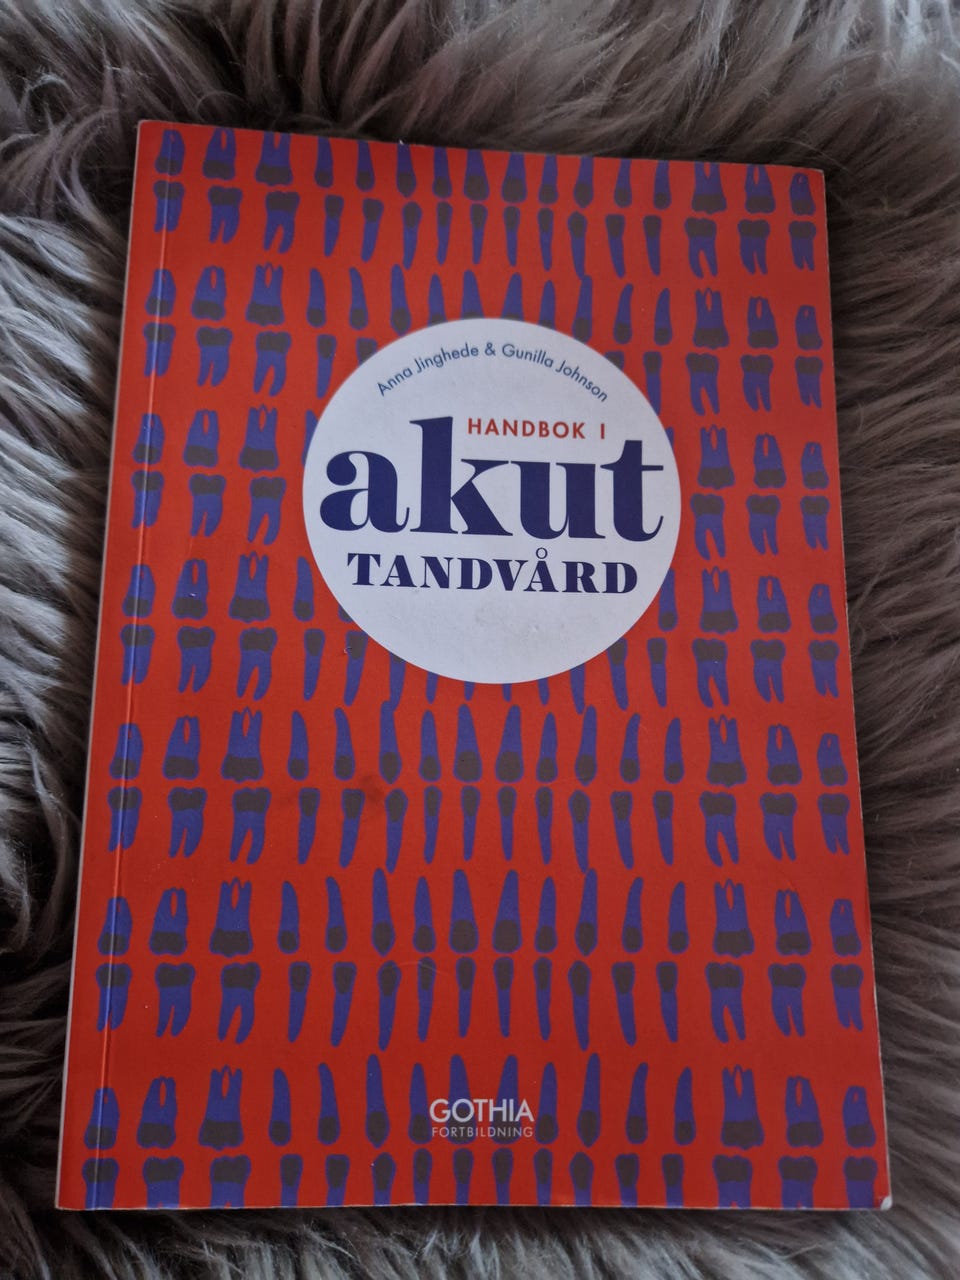 Anna Jinghede & Gunilla Johnson
HANDBOK I
akut
TANDVÅRD
GOTHIA
FORTBILDNING